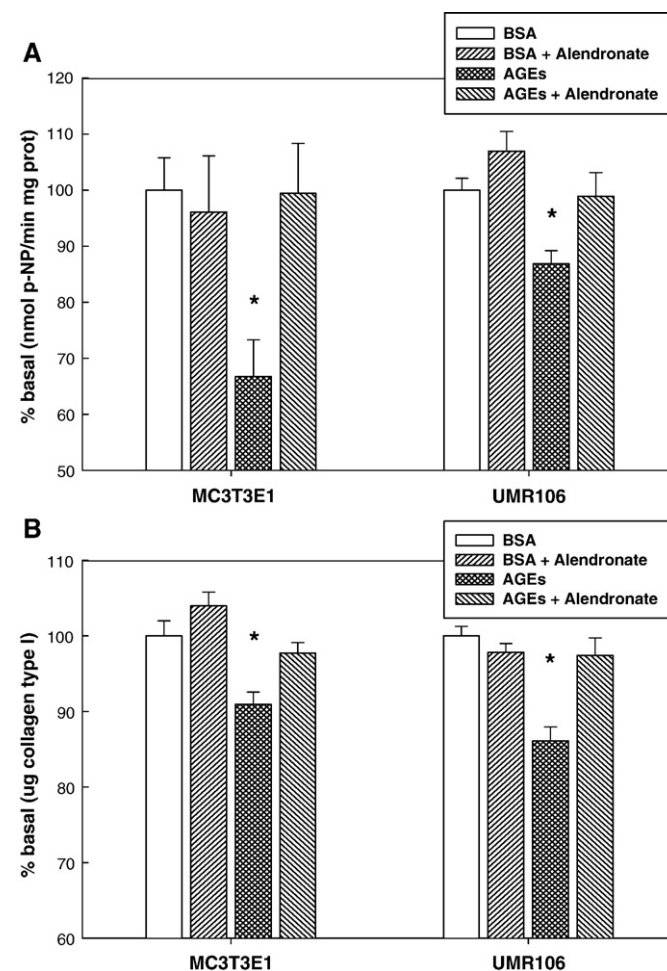 A
BSA
BSA + Alendronate
AGEs
AGEs + Alendronate
120
110
100
90
80
70
60
50
% basal (nmol p-NP/min mg prot)
*
*
MC3T3E1
UMR106
B
BSA
BSA + Alendronate
AGEs
AGEs + Alendronate
110
100
90
80
70
60
% basal (ug collagen type I)
*
*
MC3T3E1
UMR106